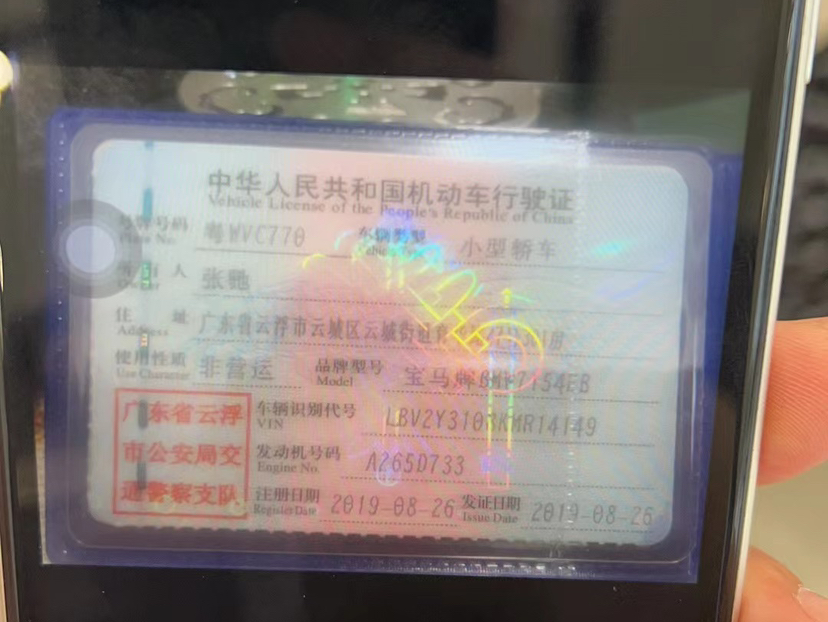 中华人民共和国机动车行驶证
Vehicle License of the People's Republic of China
号牌号码 粤WVC770 车辆类型 小型轿车
Plate No. Vehicle Type
人 张驰
Owner
住 址 广东省云浮市云城区云城街
Address
使用性质 非营运 品牌型号 宝马牌
Use Character Model
广东省云浮 车辆识别代号
VIN
市公安局交 发动机号码 A265D733
Engine No.
通警察支队 注册日期 2019-08-26 发证日期 2019-08-26
Register Date Issue Date